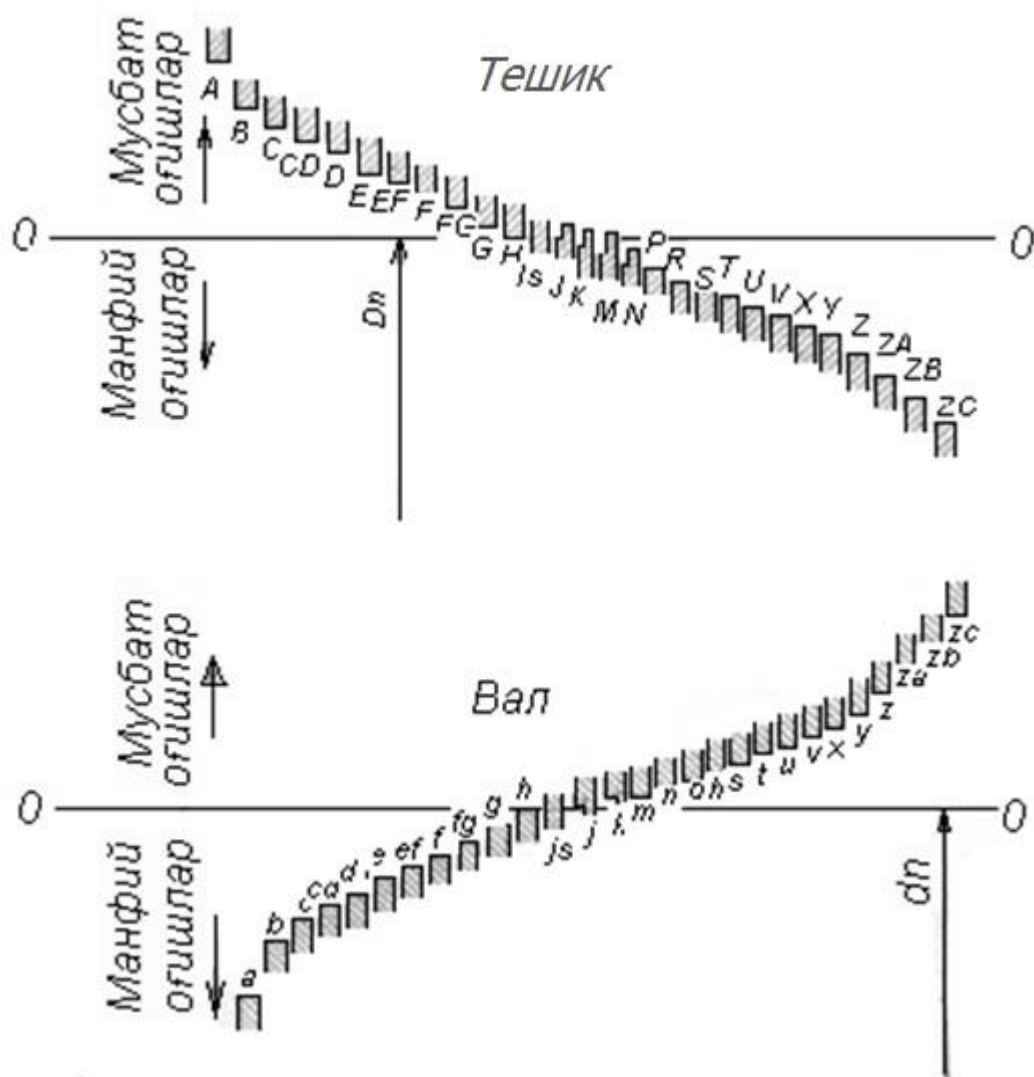 Тешик
Мусбат
оғишлар
A
B
C
CD
D
E
EF
F
FG
G
H
Js
J
K
M
N
P
R
S
T
U
V
X
Y
Z
ZA
ZB
ZC
0
0
Манфий
оғишлар
Dn
Мусбат
оғишлар
Вал
zc
zb
za
z
y
x
v
u
t
s
n
m
k
j
js
h
g
fg
f
ef
e
d
c
b
a
0
0
Манфий
оғишлар
dn